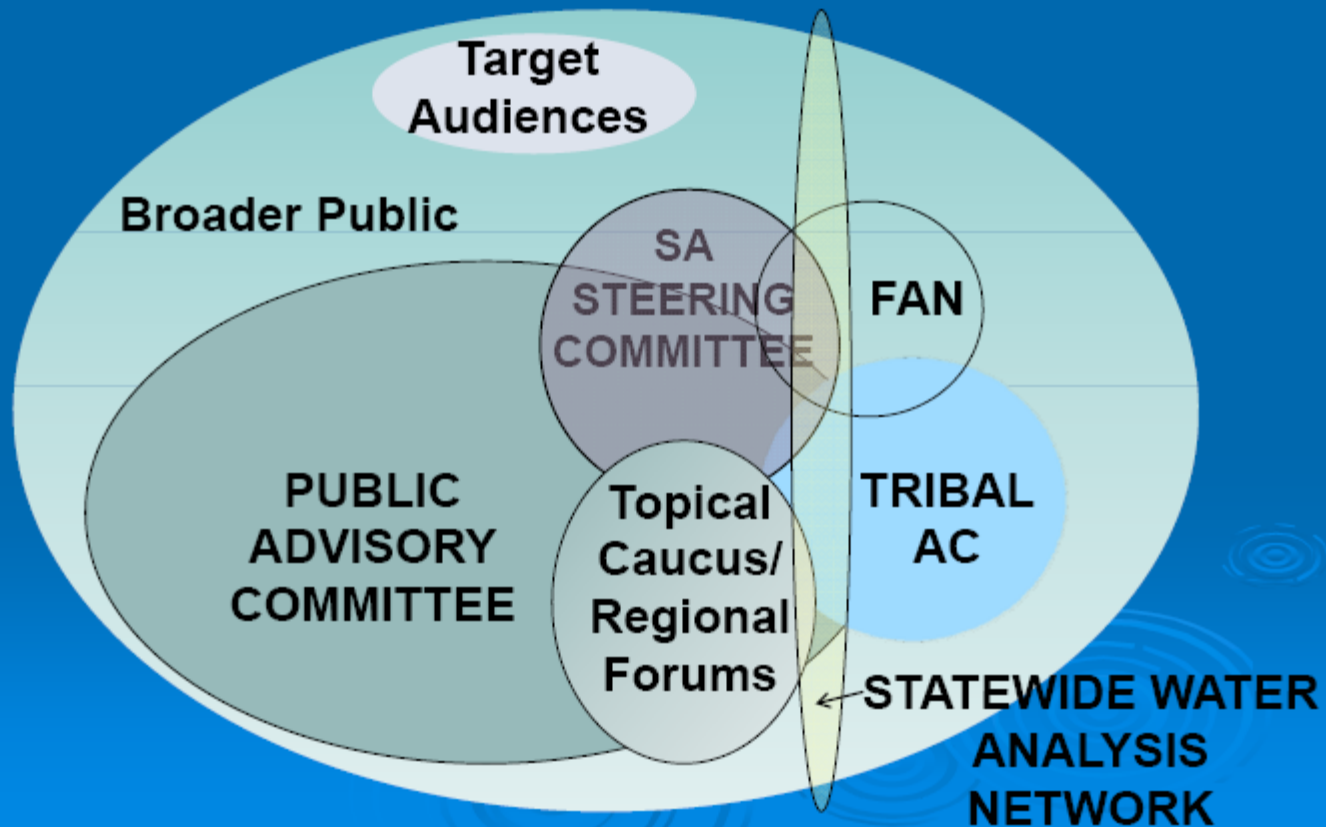 Target
Audiences
Broader Public
SA
STEERING
COMMITTEE
FAN
PUBLIC
ADVISORY
COMMITTEE
Topical
Caucus/
Regional
Forums
TRIBAL
AC
STATEWIDE WATER
ANALYSIS
NETWORK